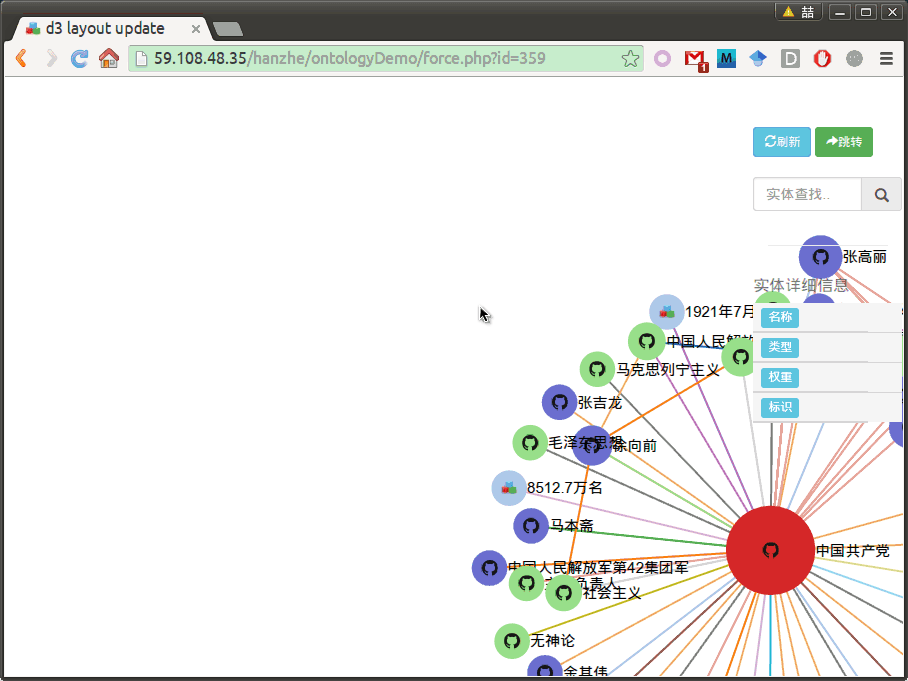 喆
d3 layout update
59.108.48.35/hanzhe/ontologyDemo/force.php?id=359
1
M
D
刷新 跳转
实体查找..
张高丽
实体详细信息
名称
类型
权重
标识
1921年7月
中国人民解放
马克思列宁主义
张吉龙
毛泽东思想
徐向前
8512.7万名
马本斋
中国共产党
中国人民解放军第42集团军
负责人
社会主义
无神论
金其伟